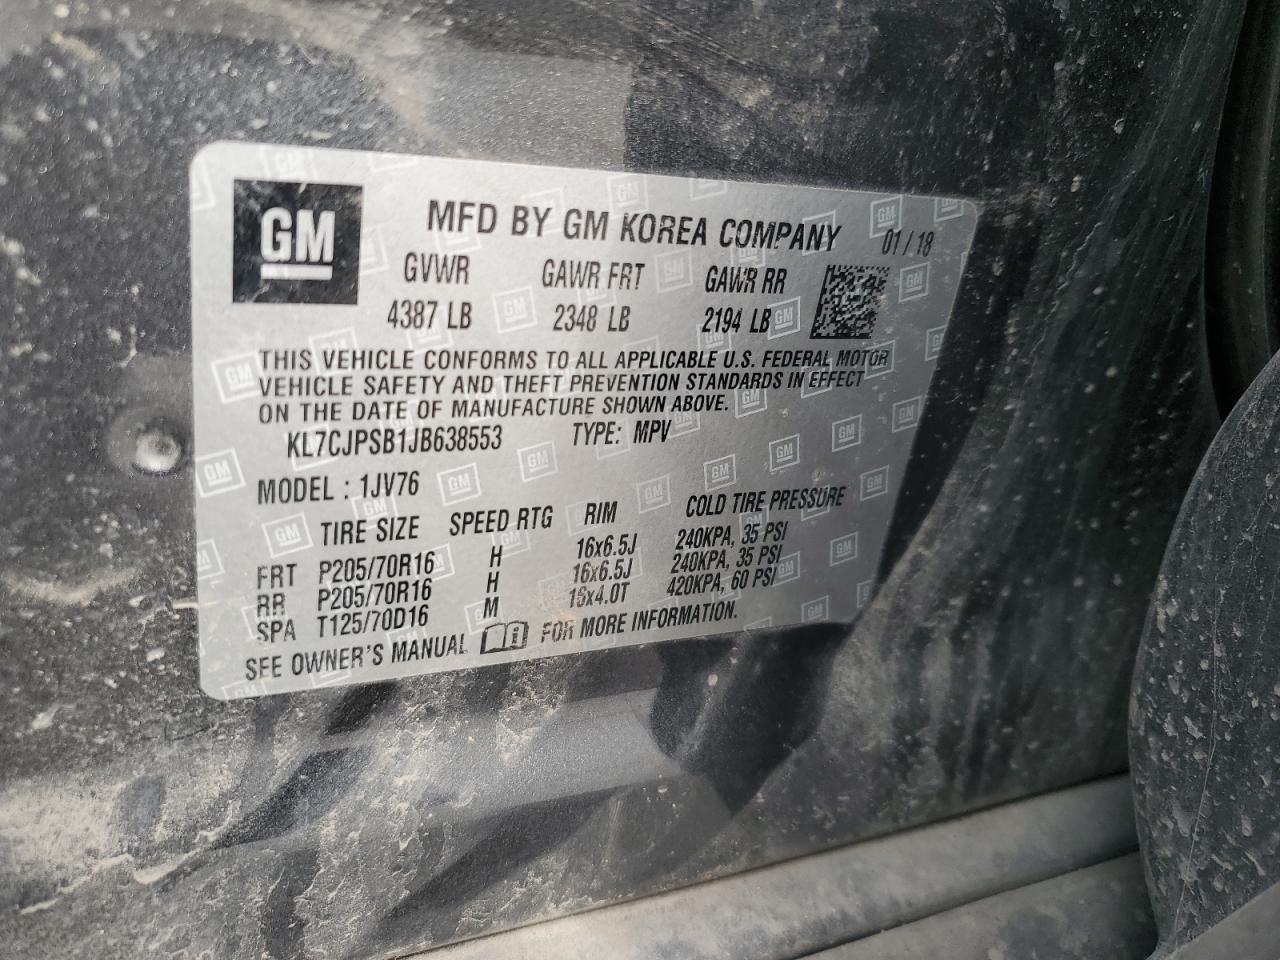 GM
MFD BY GM KOREA COMPANY 01 / 18
GVWR GAWR FRT GAWR RR
4387 LB 2348 LB 2194 LB
THIS VEHICLE CONFORMS TO ALL APPLICABLE U.S. FEDERAL MOTOR
VEHICLE SAFETY AND THEFT PREVENTION STANDARDS IN EFFECT
ON THE DATE OF MANUFACTURE SHOWN ABOVE.
KL7CJPSB1JB638553 TYPE: MPV
MODEL : 1JV76
TIRE SIZE SPEED RTG RIM COLD TIRE PRESSURE
FRT P205/70R16 H 16x6.5J 240KPA, 35 PSI
RR P205/70R16 H 16x6.5J 240KPA, 35 PSI
SPA T125/70D16 M 16x4.0T 420KPA, 60 PSI
SEE OWNER'S MANUAL FOR MORE INFORMATION.